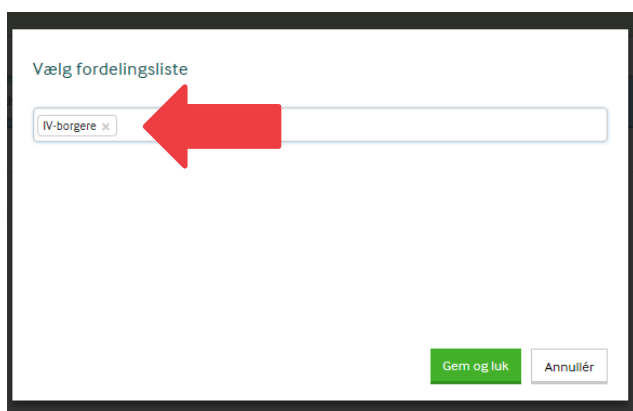 Vælg fordelingsliste
IV-borgere ×
Gem og luk
Annullér